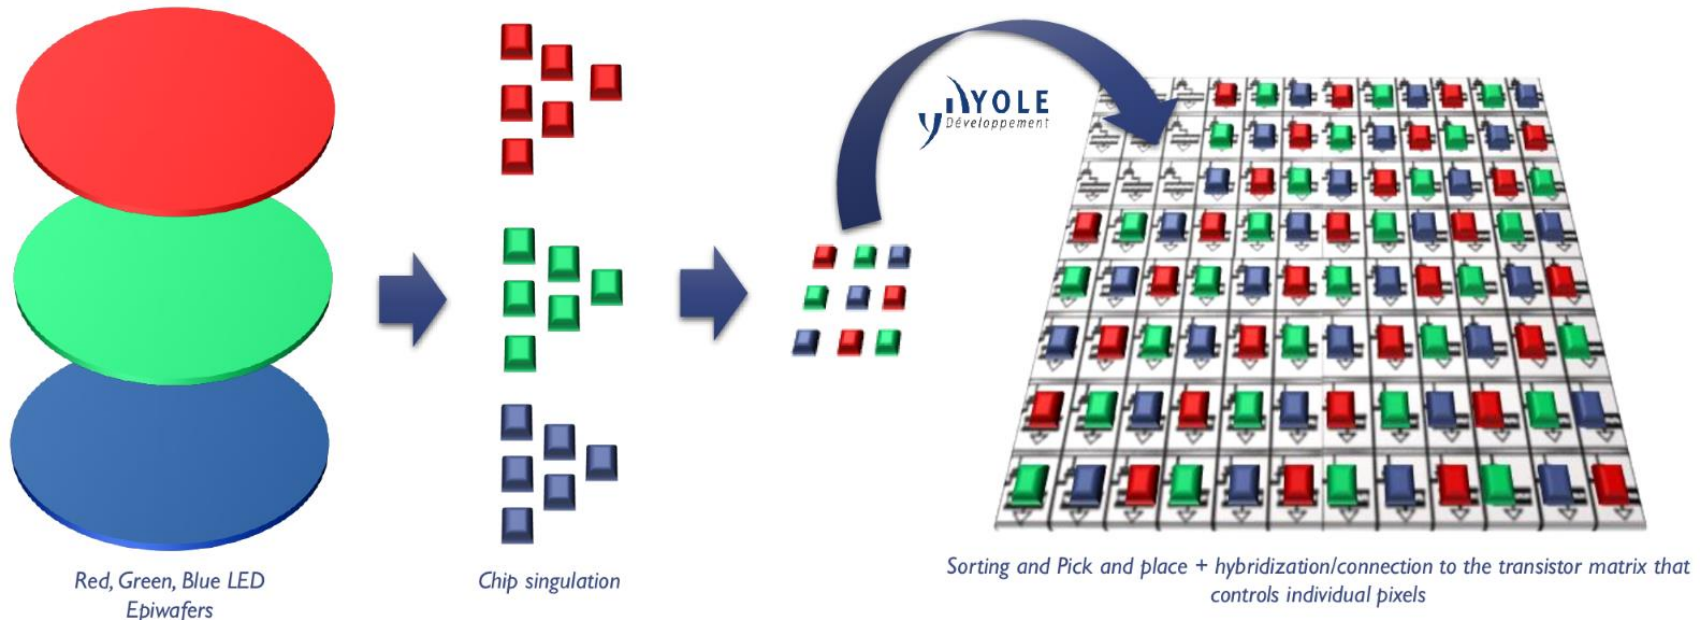 YOLE
Développement
Red, Green, Blue LED
Epiwafers
Chip singulation
Sorting and Pick and place + hybridization/connection to the transistor matrix that
controls individual pixels